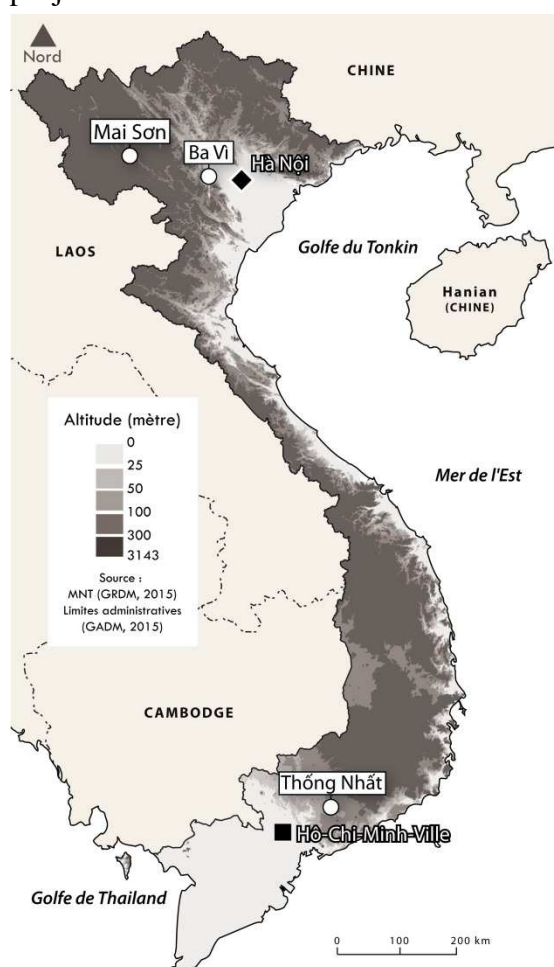 Nord
CHINE
Mai Sơn
Ba Vì
Hà Nội
LAOS
Golfe du Tonkin
Hanian
(CHINE)
Altitude (mètre)
0
25
50
100
300
3143
Source :
MNT (GRDM, 2015)
Limites administratives
(GADM, 2015)
Mer de l'Est
CAMBODGE
Thống Nhất
Hô-Chi-Minh-Ville
Golfe de Thailand
0 100 200 km